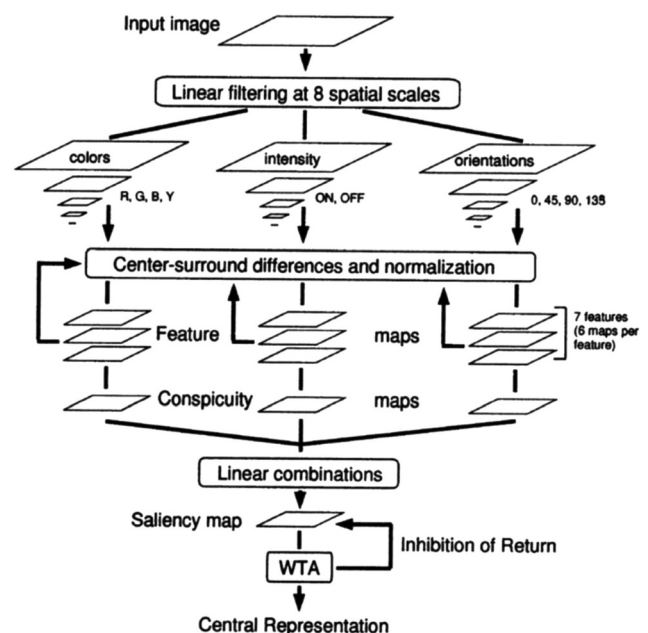 Input image
Linear filtering at 8 spatial scales
colors
intensity
orientations
R, G, B, Y
ON, OFF
0, 45, 90, 135
Center-surround differences and normalization
7 features
(6 maps per
feature)
Feature
maps
Conspicuity
maps
Linear combinations
Saliency map
Inhibition of Return
WTA
Central Representation